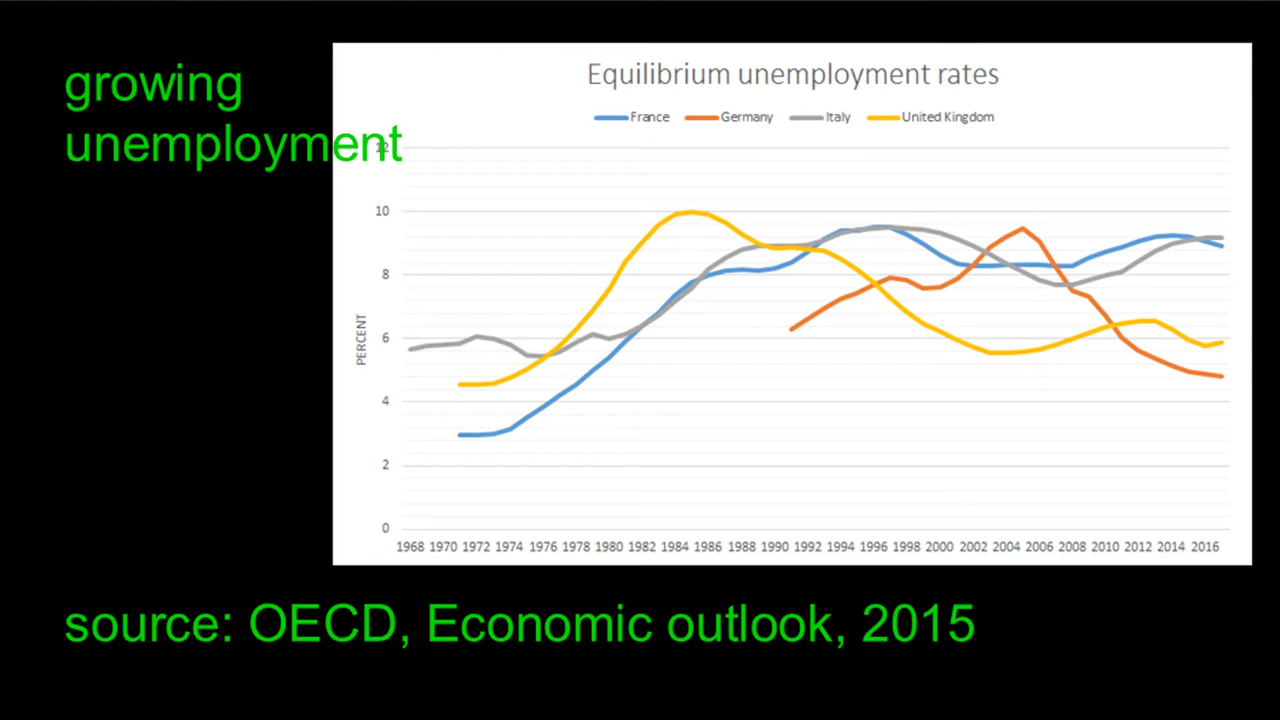 growing
unemployment
Equilibrium unemployment rates
France Germany Italy United Kingdom
12
10
8
6
4
2
0
PERCENT
1968 1970 1972 1974 1976 1978 1980 1982 1984 1986 1988 1990 1992 1994 1996 1998 2000 2002 2004 2006 2008 2010 2012 2014 2016
source: OECD, Economic outlook, 2015